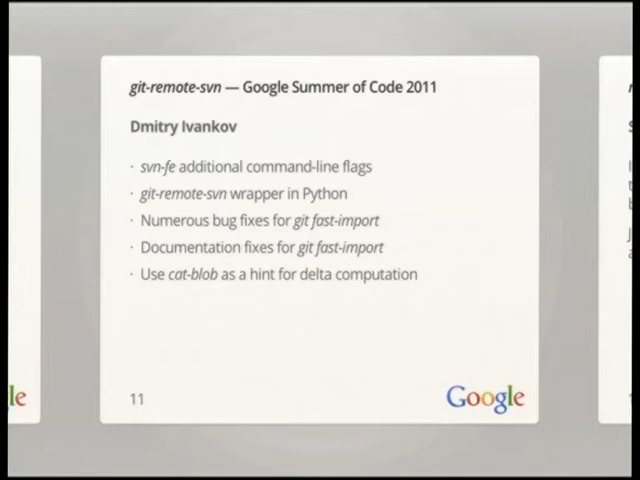 git-remote-svn — Google Summer of Code 2011
Dmitry Ivankov
· svn-fe additional command-line flags
· git-remote-svn wrapper in Python
· Numerous bug fixes for git fast-import
· Documentation fixes for git fast-import
· Use cat-blob as a hint for delta computation
le
11
Google